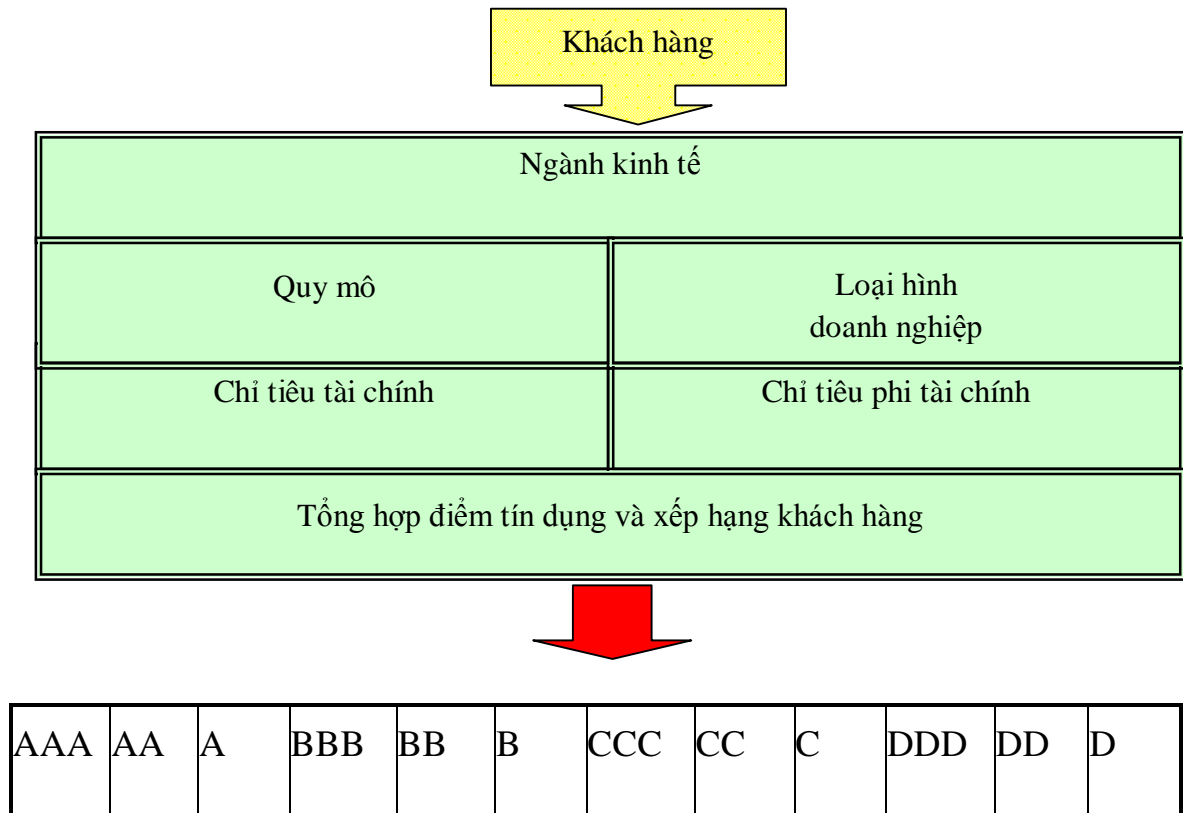 Khách hàng
Ngành kinh tế
Quy mô
Loại hình
doanh nghiệp
Chỉ tiêu tài chính
Chỉ tiêu phi tài chính
Tổng hợp điểm tín dụng và xếp hạng khách hàng
AAA AA A BBB BB B CCC CC C DDD DD D